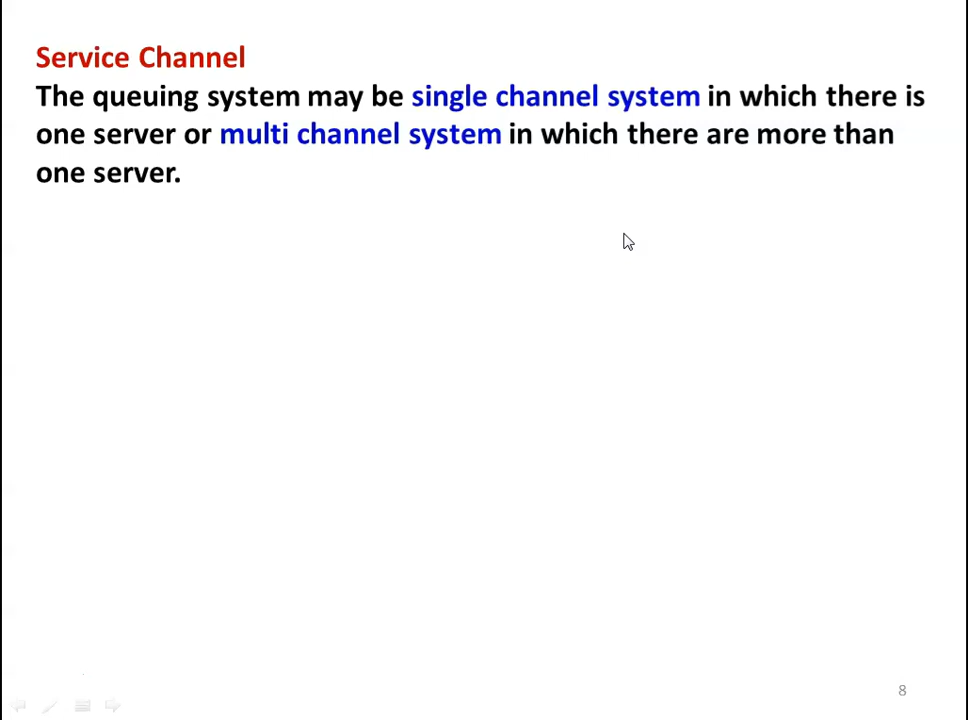 Service Channel
The queuing system may be single channel system in which there is
one server or multi channel system in which there are more than
one server.
8